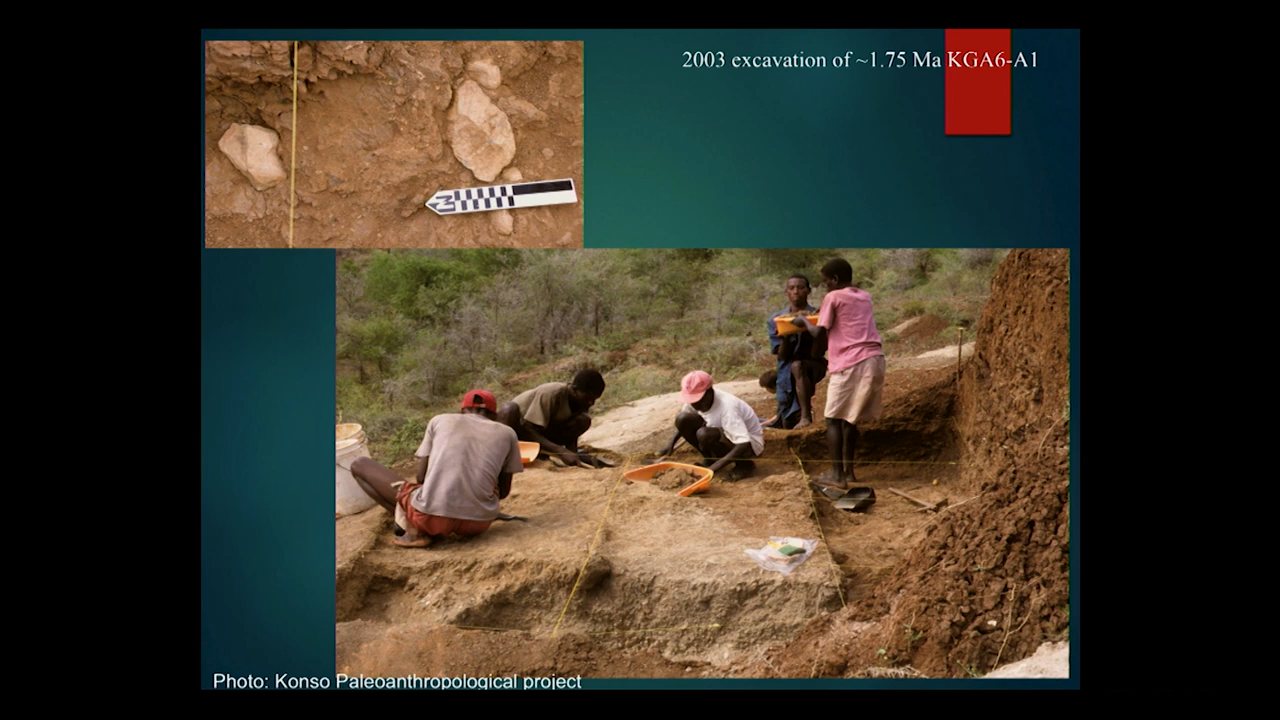 2003 excavation of ~1.75 Ma KGA6-A1
Photo: Konso Paleoanthropological project